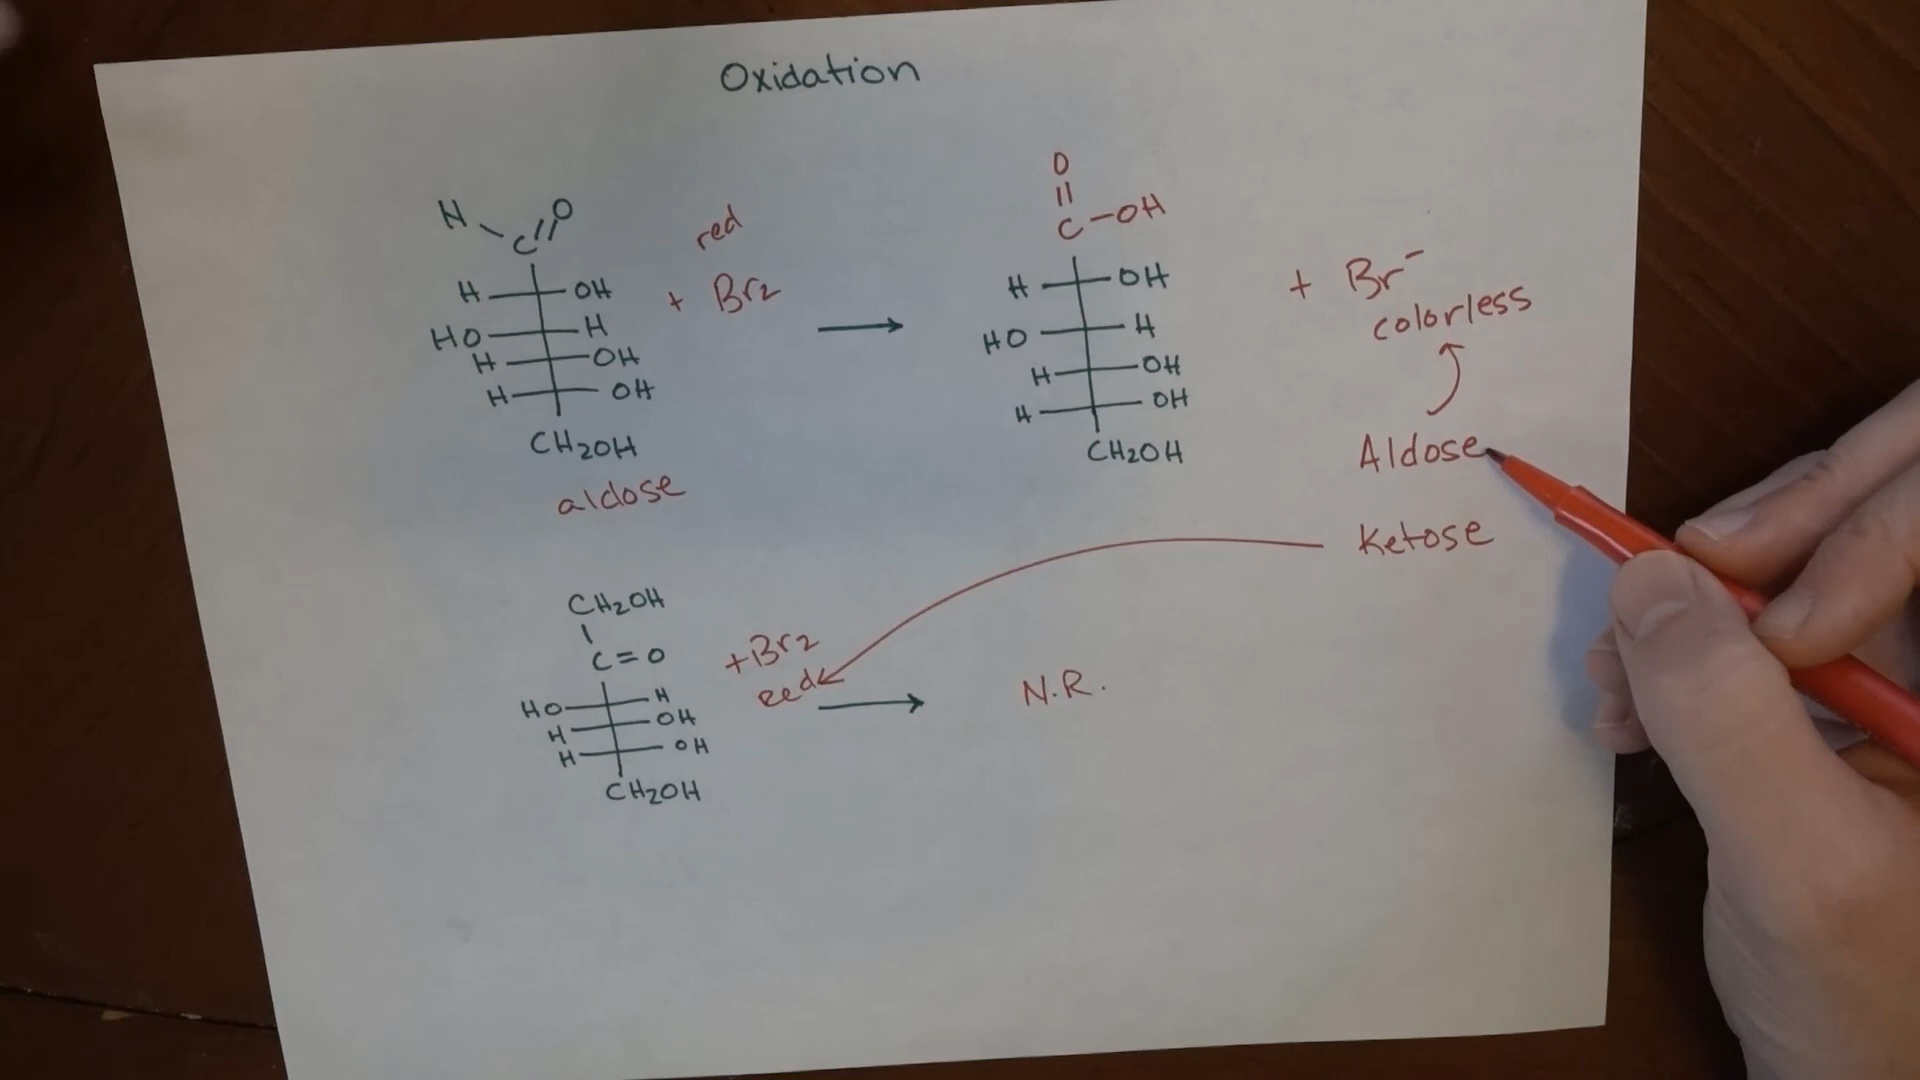 Oxidation
H C O
H OH
HO H
H OH
H OH
CH2OH
aldose
red
+ Br2
O
C-OH
H OH
HO H
H OH
H OH
CH2OH
+ Br-
colorless
Aldose
Ketose
CH2OH
C=O
HO H
H OH
H OH
CH2OH
+Br2
Red
N.R.